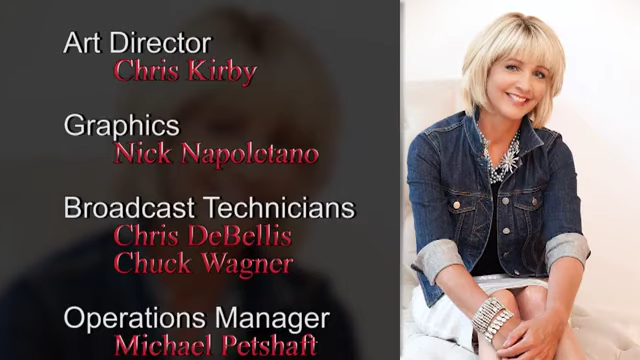 Art Director
Chris Kirby
Graphics
Nick Napoletano
Broadcast Technicians
Chris DeBellis
Chuck Wagner
Operations Manager
Michael Petshaft